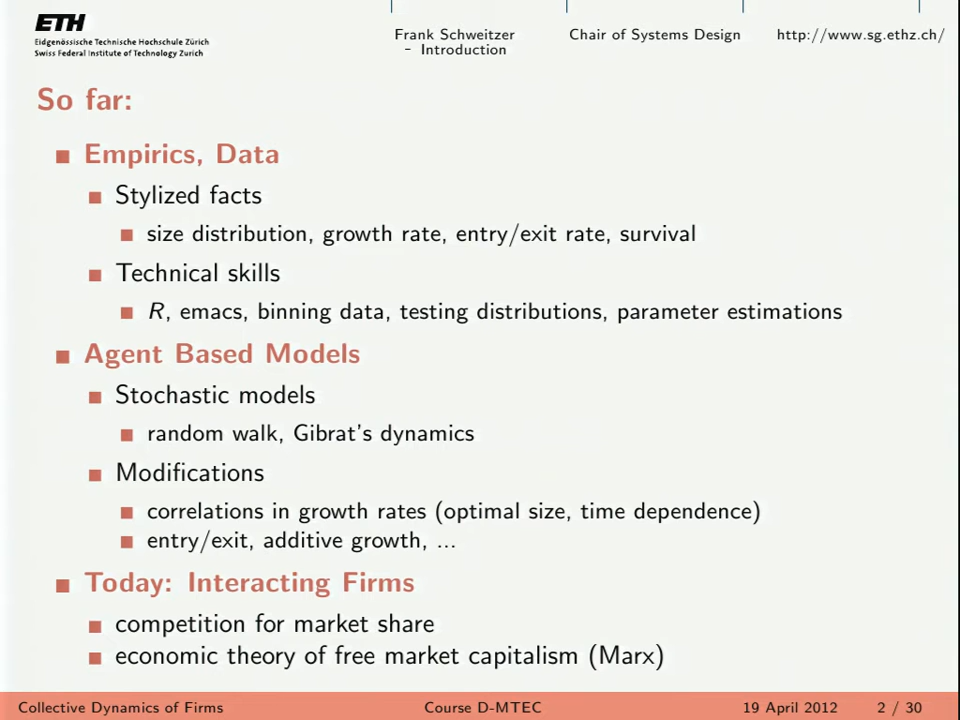 ETH
Eidgenössische Technische Hochschule Zürich
Swiss Federal Institute of Technology Zurich
Frank Schweitzer
- Introduction
Chair of Systems Design
http://www.sg.ethz.ch/
So far:
Empirics, Data
Stylized facts
size distribution, growth rate, entry/exit rate, survival
Technical skills
R, emacs, binning data, testing distributions, parameter estimations
Agent Based Models
Stochastic models
random walk, Gibrat's dynamics
Modifications
correlations in growth rates (optimal size, time dependence)
entry/exit, additive growth, ...
Today: Interacting Firms
competition for market share
economic theory of free market capitalism (Marx)
Collective Dynamics of Firms
Course D-MTEC
19 April 2012
2 / 30